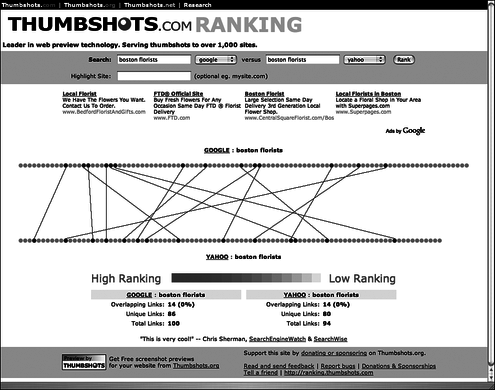 Thumbshots.com | Thumbshots.org | Thumbshots.net | Research
THUMBSHOTS.COM RANKING
Leader in web preview technology. Serving thumbshots to over 1,000 sites.
Search: boston florists google versus boston florists yahoo Rank
Highlight Site: (optional eg. mysite.com)
Local Florist
We Have The Flowers You Want.
Contact Us To Order.
www.BedfordFloristAndGifts.com
FTD® Official Site
Buy Fresh Flowers For Any
Occasion Same Day FTD ® Florist
Delivery
www.FTD.com
Boston Florist
Large Selection Same Day
Delivery 3rd Generation Local
Flower Shop.
www.CentralSquareFlorist.com/Bos
Local Florists in Boston
Locate a Floral Shop in Your Area
with Superpages.com
www.Superpages.com
Ads by Google
GOOGLE : boston florists
YAHOO : boston florists
High Ranking Low Ranking
GOOGLE : boston florists
Overlapping Links: 14 (0%)
Unique Links: 86
Total Links: 100
YAHOO : boston florists
Overlapping Links: 14 (0%)
Unique Links: 80
Total Links: 94
"This is very cool!" -- Chris Sherman, SearchEngineWatch & SearchWise
Preview by
THUMBSHOTS
Get Free screenshot previews
for your website from Thumbshots.org
Support this site by donating or sponsoring on Thumbshots.org.
Read and send feedback | Report bugs | Donations & Sponsorships
Tell a friend | http://ranking.thumbshots.com